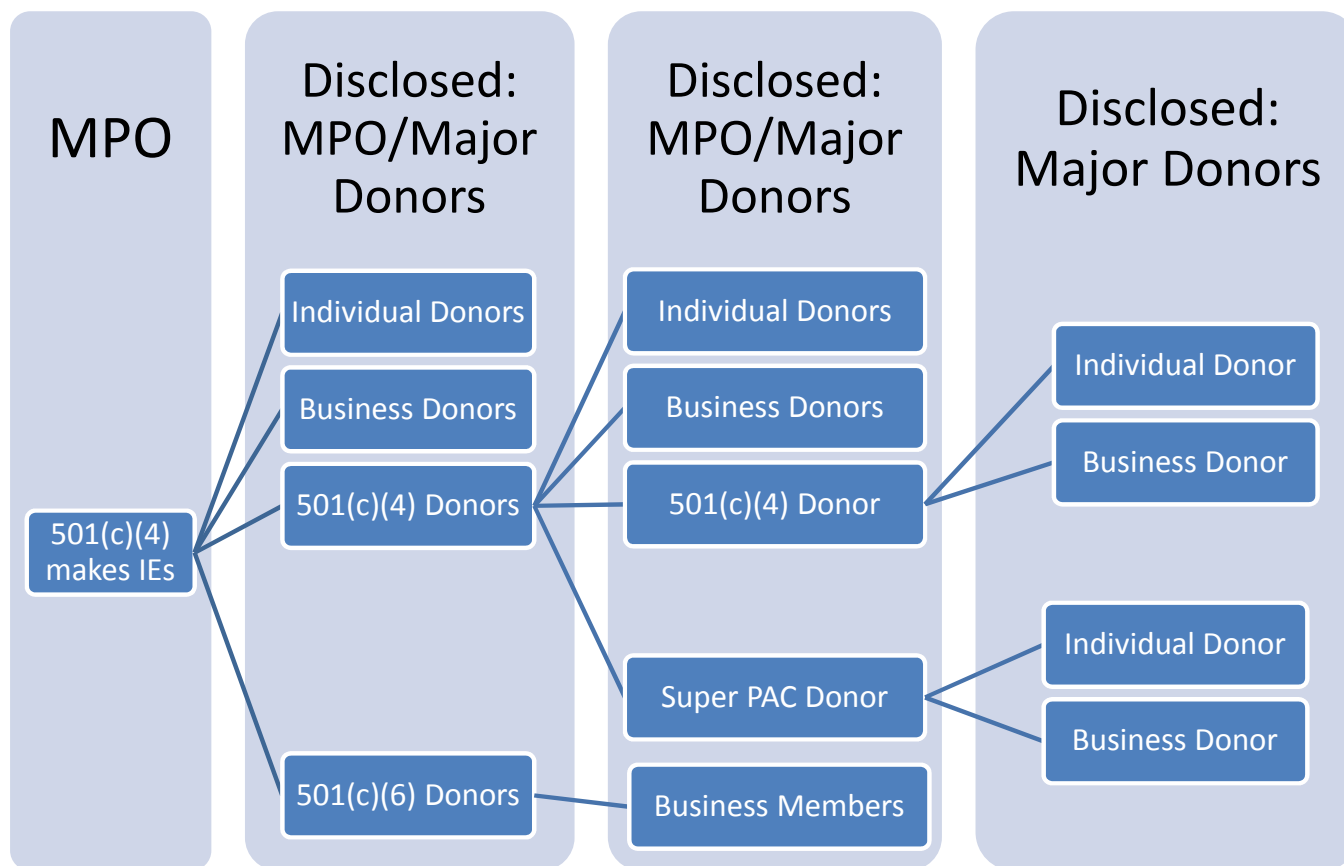 MPO
Disclosed:
MPO/Major
Donors
Disclosed:
MPO/Major
Donors
Disclosed:
Major Donors
501(c)(4)
makes IEs
Individual Donors
Business Donors
501(c)(4) Donors
501(c)(6) Donors
Individual Donors
Business Donors
501(c)(4) Donor
Super PAC Donor
Business Members
Individual Donor
Business Donor
Individual Donor
Business Donor